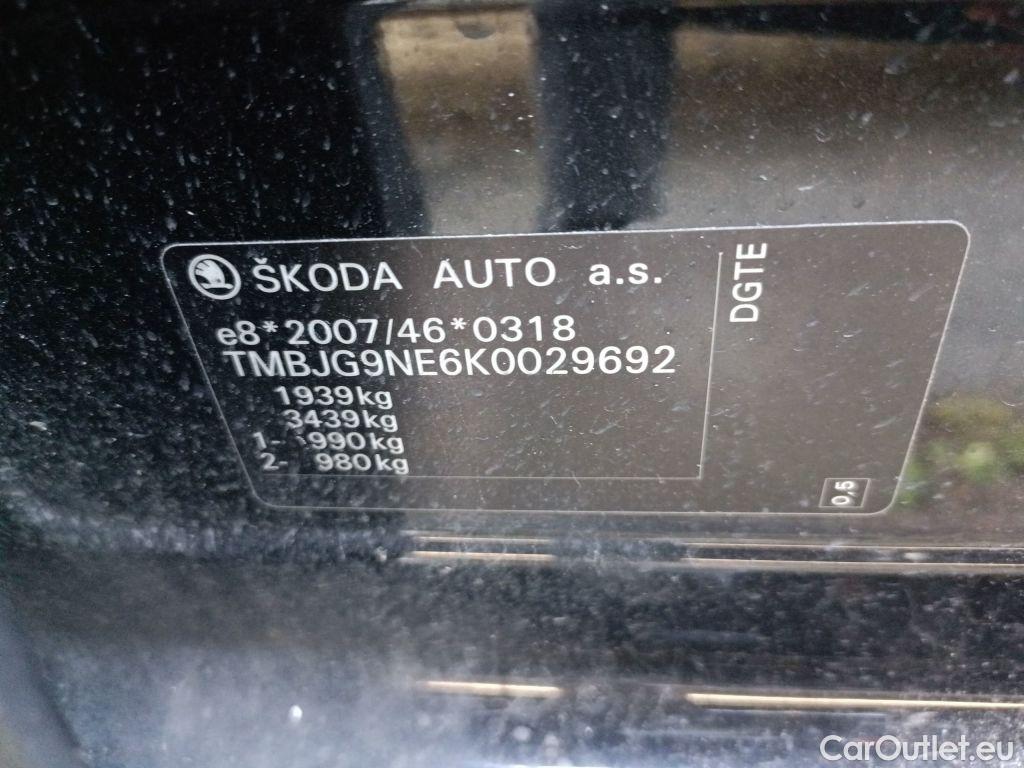 ŠKODA AUTO a.s.
e8*2007/46*0318
TMBJG9NE6K0029692
1939kg
3439kg
1- 990kg
2- 980kg
DGTE
0,5
CarOutlet.eu